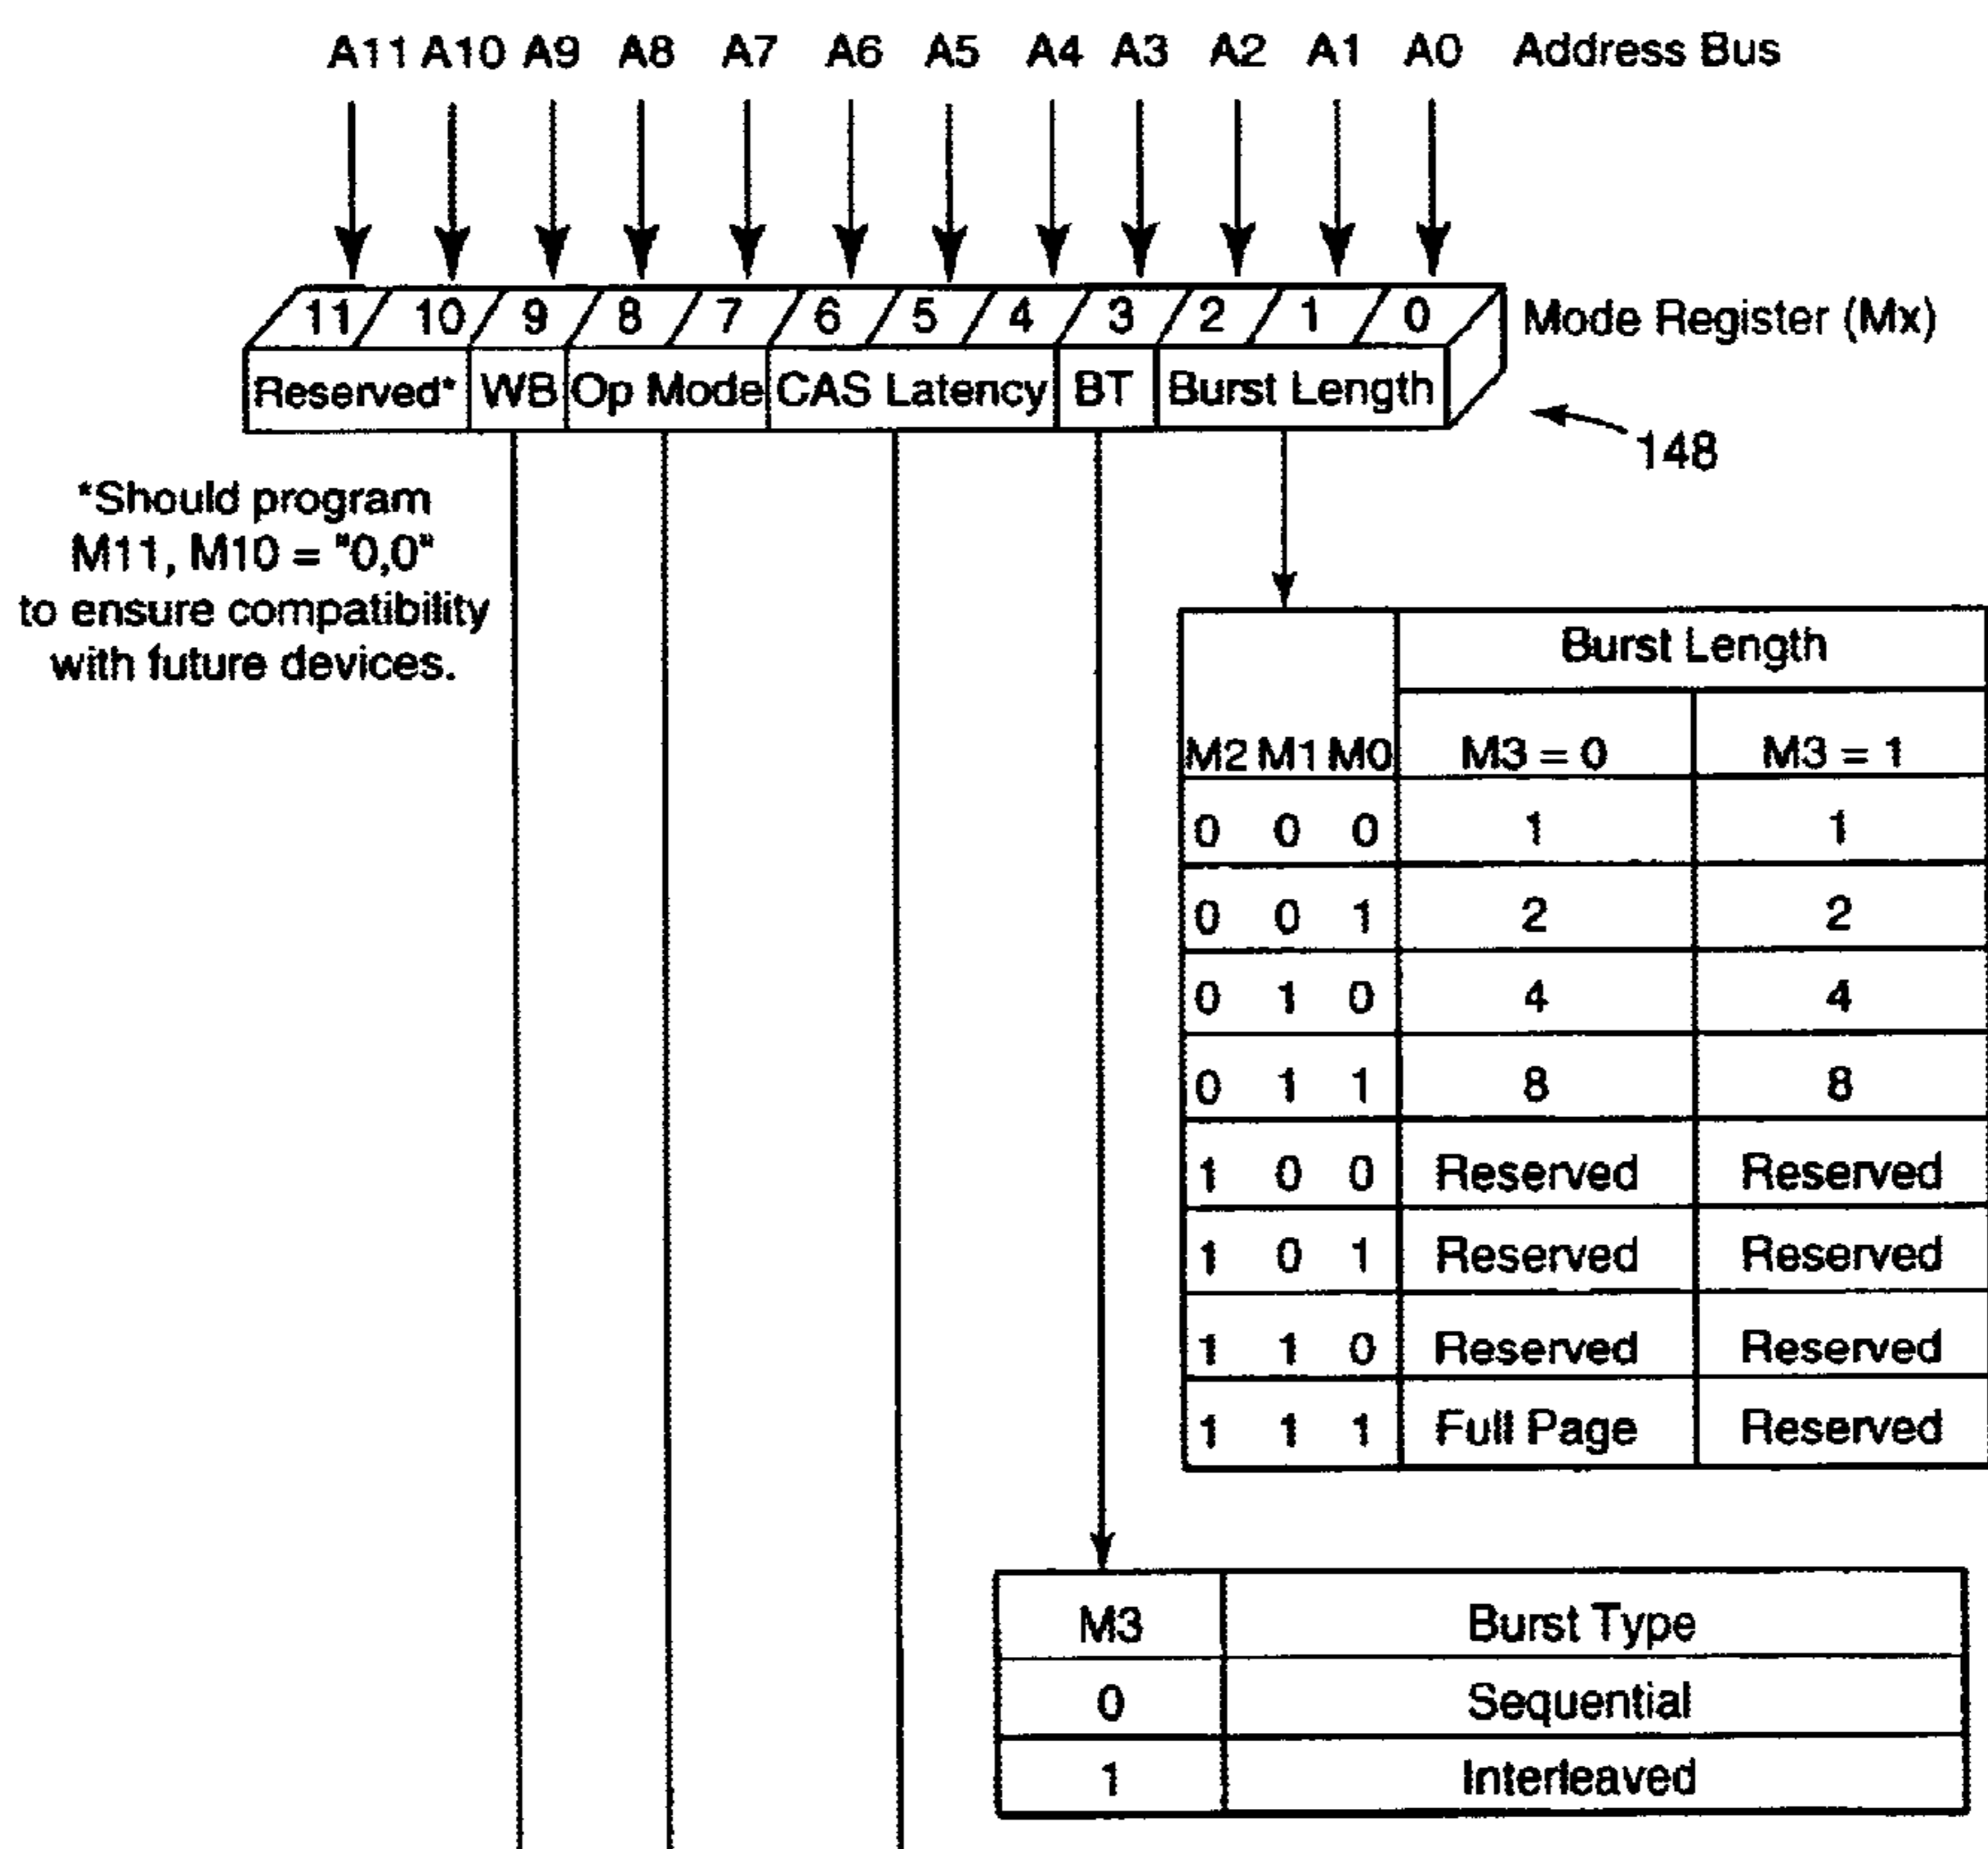 A11 A10 A9 A8 A7 A6 A5 A4 A3 A2 A1 A0 Address Bus
11 10 9 8 7 6 5 4 3 2 1 0 Mode Register (Mx)
Reserved* WB Op Mode CAS Latency BT Burst Length
148
*Should program
M11, M10 = "0,0"
to ensure compatibility
with future devices.
Burst Length
M2 M1 M0 M3 = 0 M3 = 1
0 0 0 1 1
0 0 1 2 2
0 1 0 4 4
0 1 1 8 8
1 0 0 Reserved Reserved
1 0 1 Reserved Reserved
1 1 0 Reserved Reserved
1 1 1 Full Page Reserved
M3 Burst Type
0 Sequential
1 Interleaved